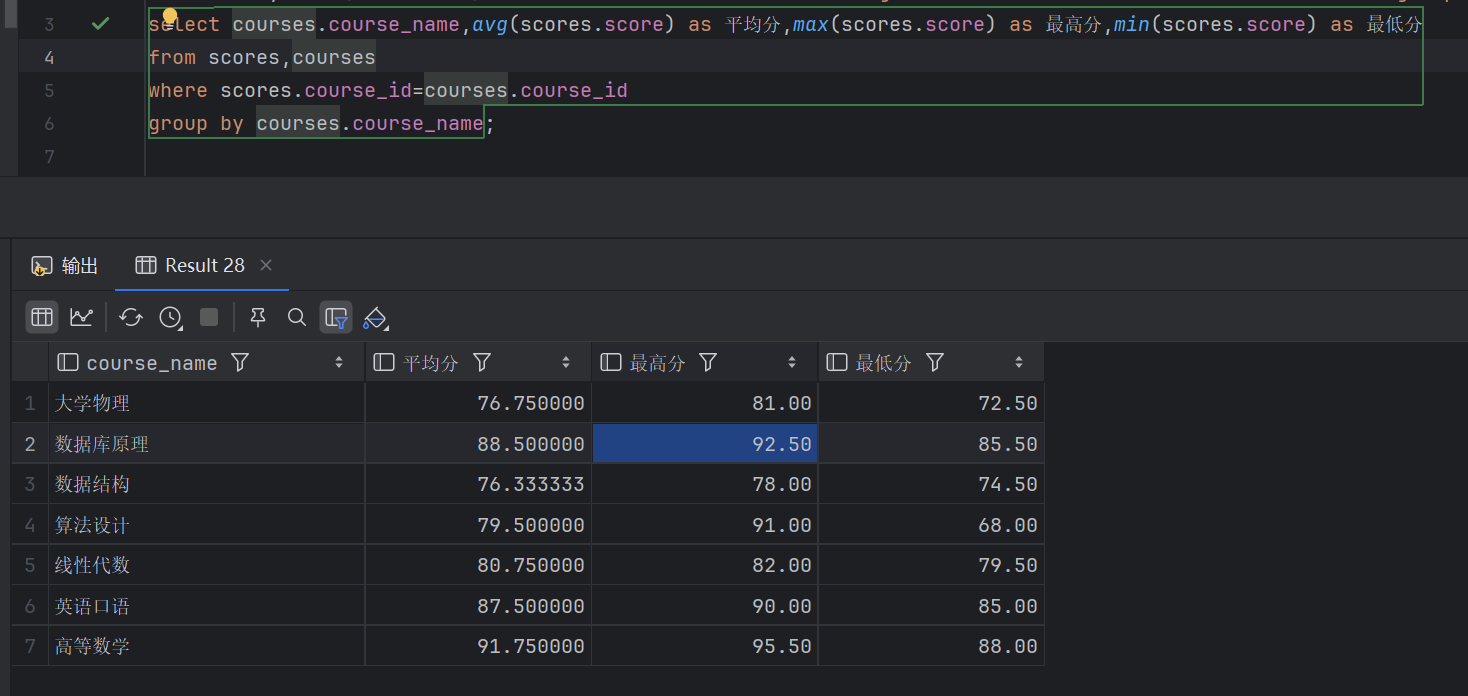 3 select courses.course_name,avg(scores.score) as 平均分,max(scores.score) as 最高分,min(scores.score) as 最低分
4 from scores,courses
5 where scores.course_id=courses.course_id
6 group by courses.course_name;
7
输出 Result 28
course_name 平均分 最高分 最低分
1 大学物理 76.750000 81.00 72.50
2 数据库原理 88.500000 92.50 85.50
3 数据结构 76.333333 78.00 74.50
4 算法设计 79.500000 91.00 68.00
5 线性代数 80.750000 82.00 79.50
6 英语口语 87.500000 90.00 85.00
7 高等数学 91.750000 95.50 88.00